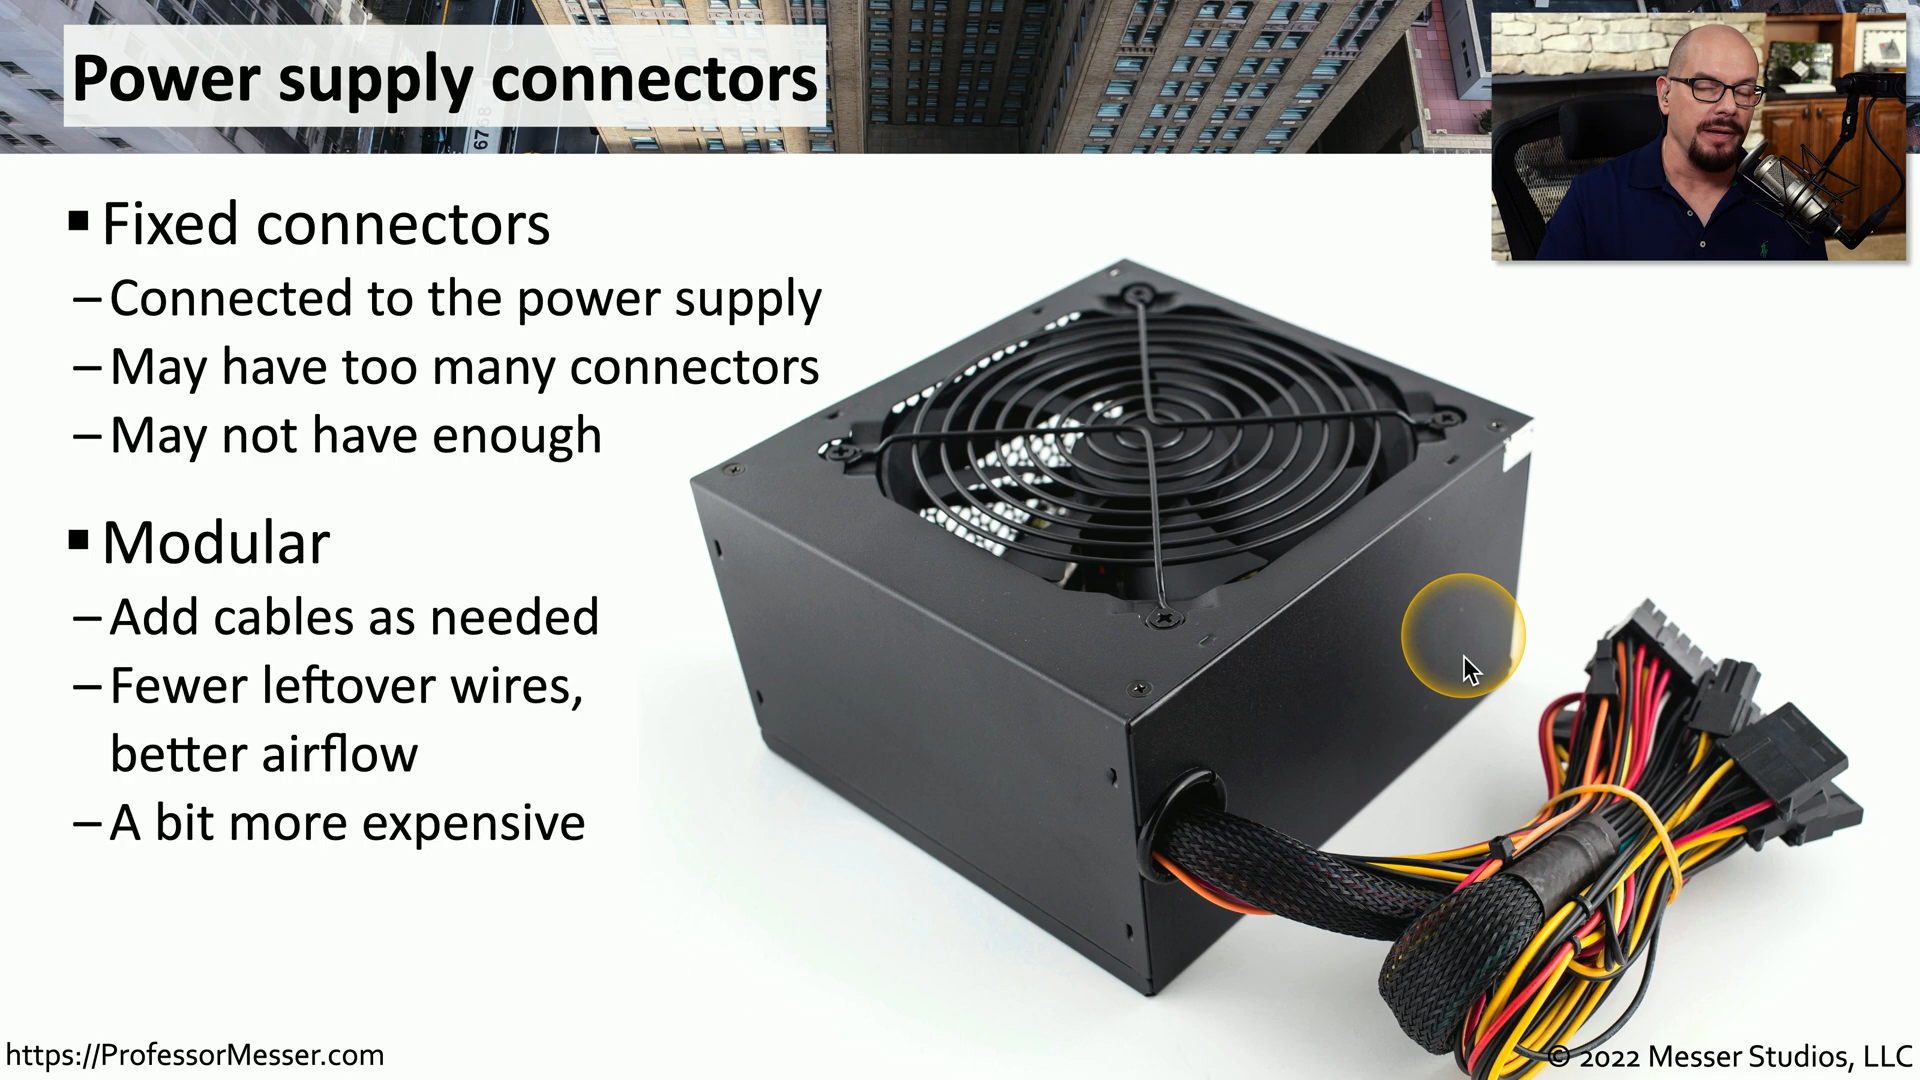 Power supply connectors
6768
▪ Fixed connectors
– Connected to the power supply
– May have too many connectors
– May not have enough
▪ Modular
– Add cables as needed
– Fewer leftover wires,
better airflow
– A bit more expensive
https://ProfessorMesser.com
© 2022 Messer Studios, LLC